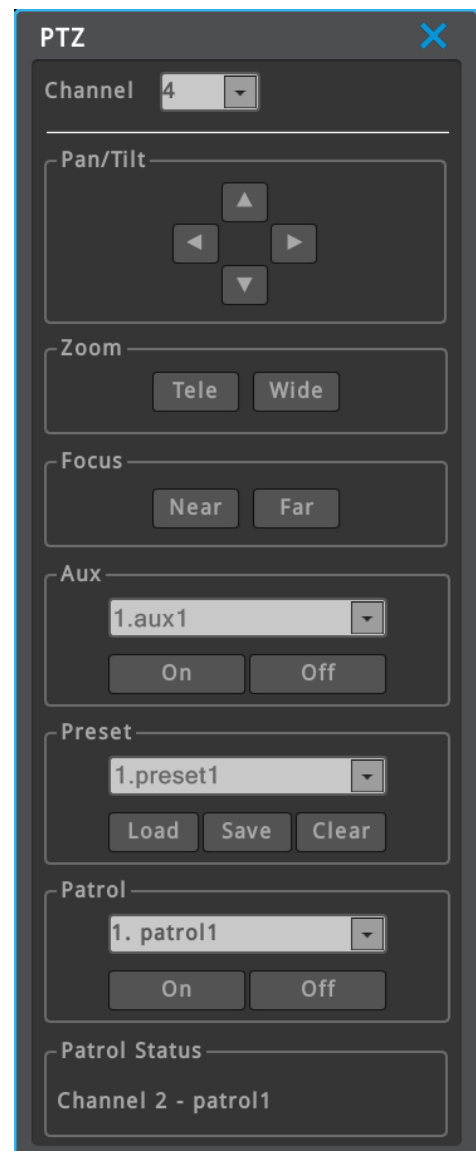 PTZ
Channel 4
Pan/Tilt
Zoom
Tele Wide
Focus
Near Far
Aux
1.aux1
On Off
Preset
1.preset1
Load Save Clear
Patrol
1. patrol1
On Off
Patrol Status
Channel 2 - patrol1